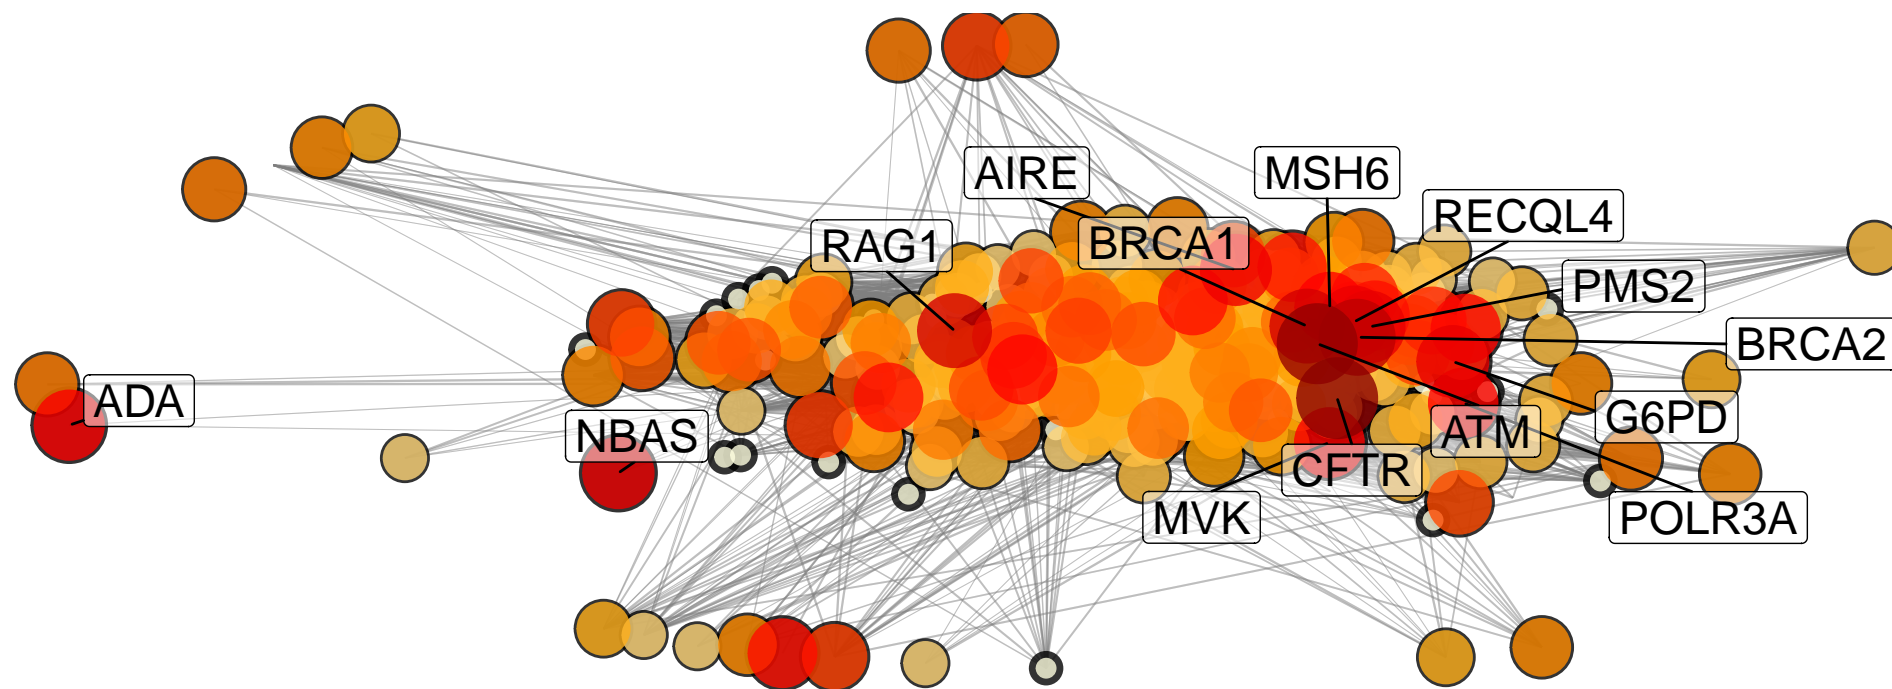 AIRE
MSH6
RECQL4
RAG1
BRCA1
PMS2
BRCA2
ADA
G6PD
NBAS
ATM
CFTR
MVK
POLR3A